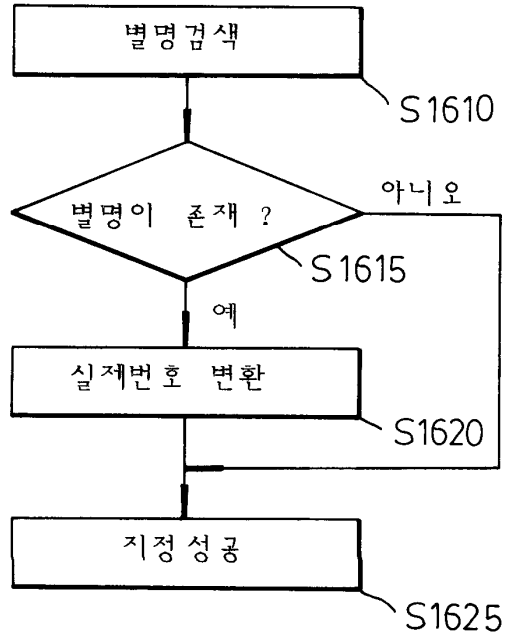 별명검색
S1610
아니오
별명이 존재 ?
S1615
예
실제번호 변환
S1620
지정성공
S1625